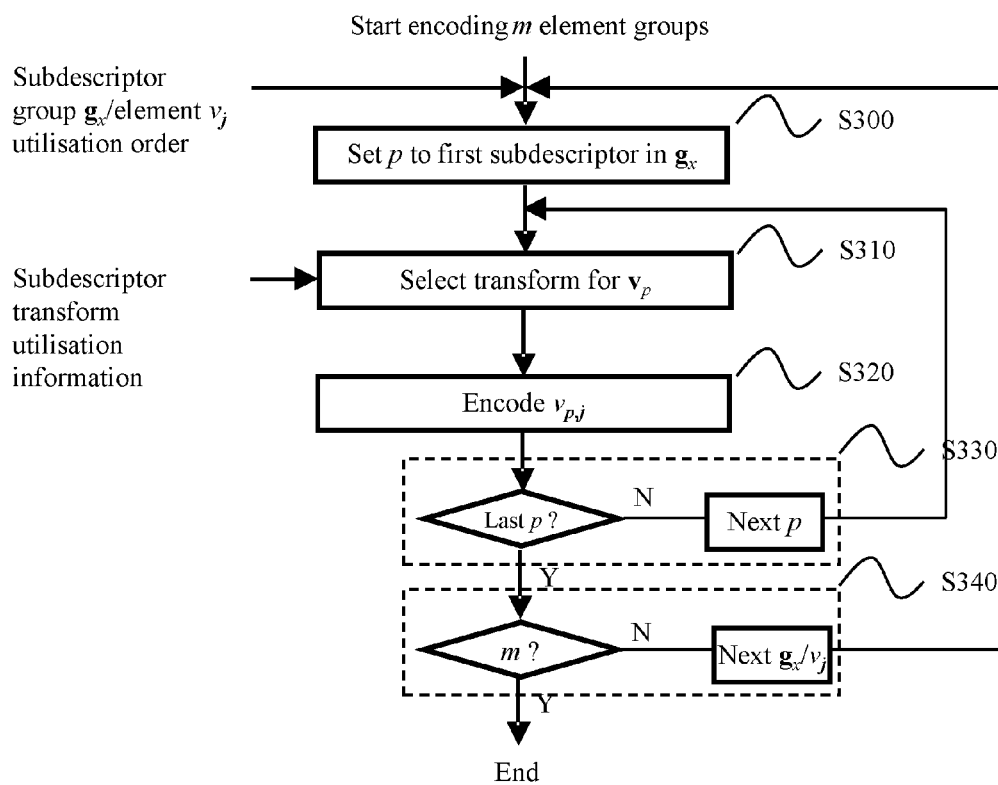 Start encoding m element groups
Subdescriptor
group gx/element vj
utilisation order
S300
Set p to first subdescriptor in gx
S310
Subdescriptor
transform
utilisation
information
Select transform for vp
S320
Encode vp,j
S330
Last p ?
N
Next p
Y
S340
m ?
N
Next gx/vj
Y
End